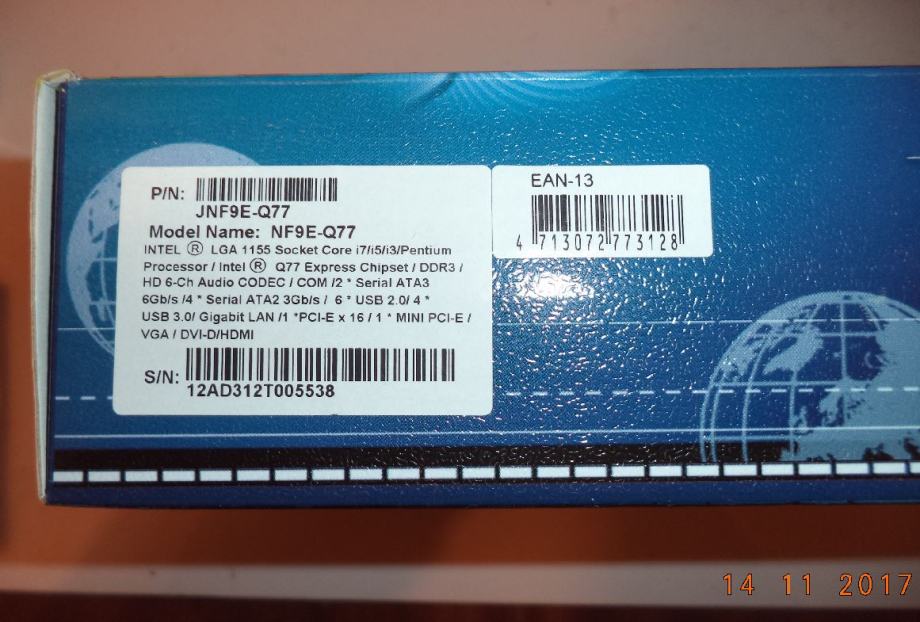 P/N:
JNF9E-Q77
Model Name: NF9E-Q77
INTEL ® LGA 1155 Socket Core i7/i5/i3/Pentium
Processor / Intel ® Q77 Express Chipset / DDR3 /
HD 6-Ch Audio CODEC / COM /2 * Serial ATA3
6Gb/s /4 * Serial ATA2 3Gb/s / 6 * USB 2.0/ 4 *
USB 3.0/ Gigabit LAN /1 *PCI-E x 16 / 1 * MINI PCI-E /
VGA / DVI-D/HDMI
S/N:
12AD312T005538
EAN-13
4 713072 773128
14 11 2017